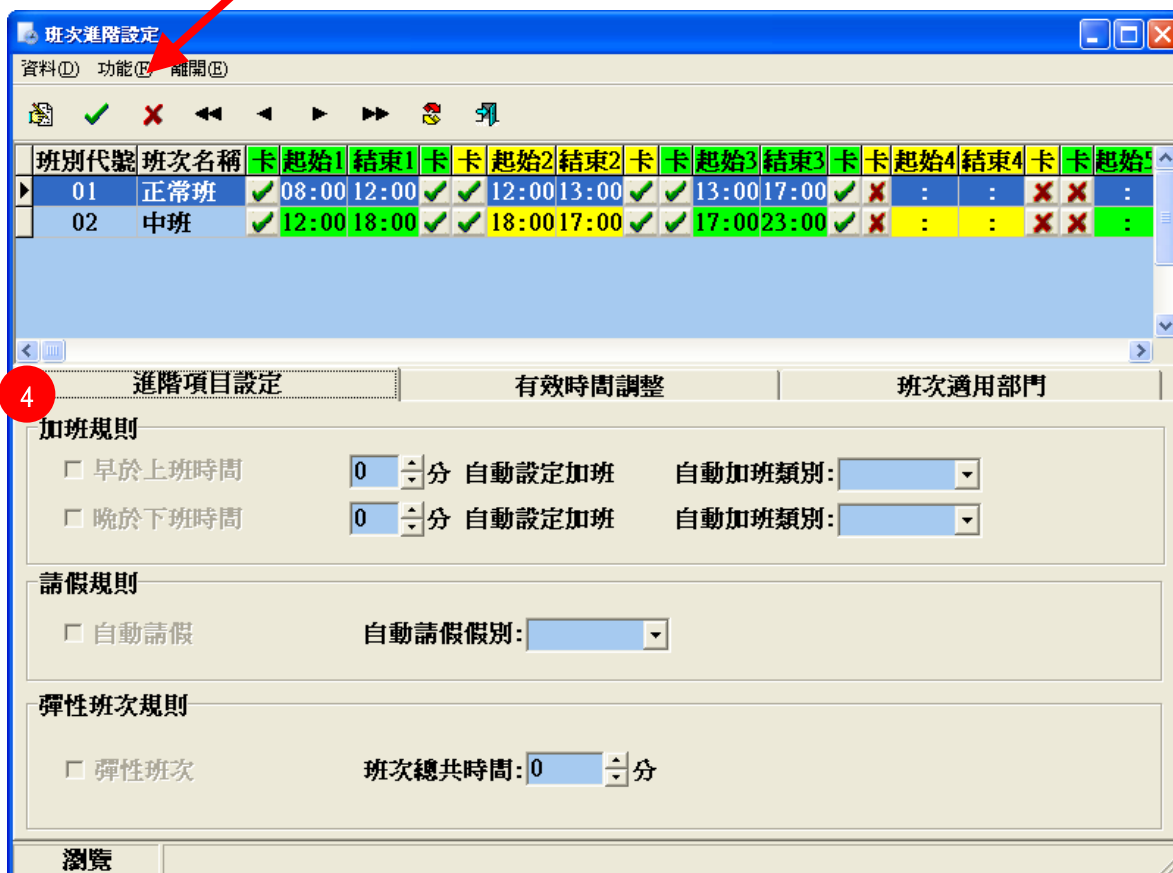 班次進階設定
資料(D) 功能(F) 離開(E)
班別代號 班次名稱 卡 起始1 結束1 卡 卡 起始2 結束2 卡 卡 起始3 結束3 卡 卡 起始4 結束4 卡 卡 起始5
01 正常班 08:00 12:00 12:00 13:00 13:00 17:00 : : :
02 中班 12:00 18:00 18:00 17:00 17:00 23:00 : : :
4
進階項目設定 有效時間調整 班次適用部門
加班規則
早於上班時間 0 分 自動設定加班 自動加班類別:
晚於下班時間 0 分 自動設定加班 自動加班類別:
請假規則
自動請假 自動請假假別:
彈性班次規則
彈性班次 班次總共時間: 0 分
瀏覽